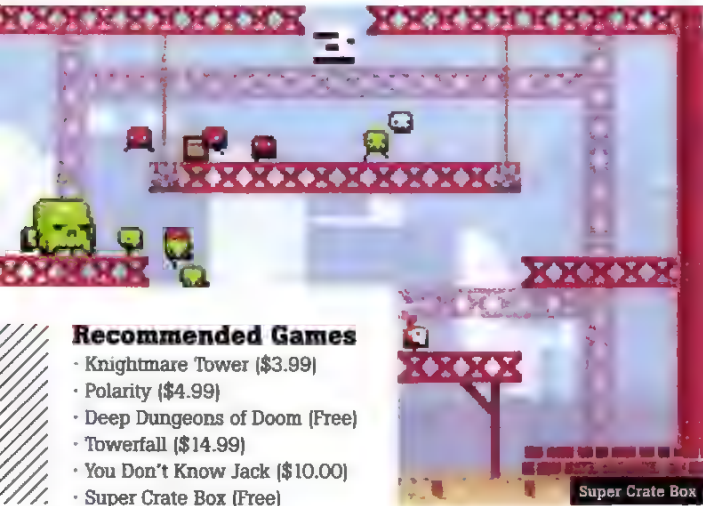 Recommended Games
· Knightmare Tower ($3.99)
· Polarity ($4.99)
· Deep Dungeons of Doom (Free)
· Towerfall ($14.99)
· You Don't Know Jack ($10.00)
· Super Crate Box (Free)
Super Crate Box